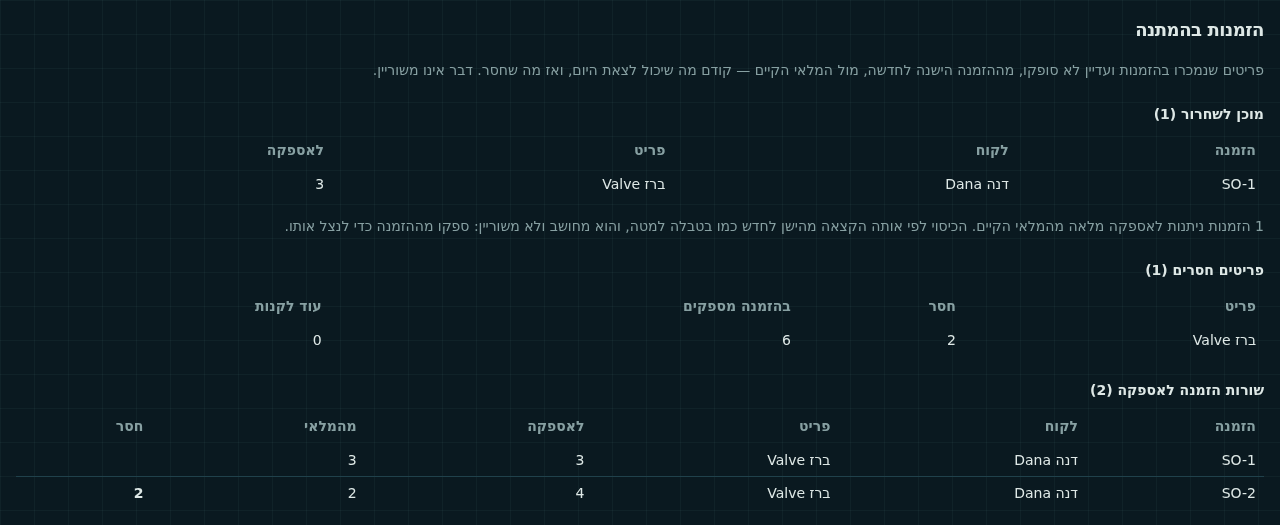 הזמנות בהמתנה
פריטים שנמכרו בהזמנות ועדיין לא סופקו, מההזמנה הישנה לחדשה, מול המלאי הקיים — קודם מה שיכול לצאת היום, ואז מה שחסר. דבר אינו משוריין.
מוכן לשחרור (1)
הזמנה לקוח פריט לאספקה
SO-1 דנה Dana ברז Valve 3
1 הזמנות ניתנות לאספקה מלאה מהמלאי הקיים. הכיסוי לפי אותה הקצאה מהישן לחדש כמו בטבלה למטה, והוא מחושב ולא משוריין: ספקו מההזמנה כדי לנצל אותו.
פריטים חסרים (1)
פריט חסר בהזמנה מספקים עוד לקנות
ברז Valve 2 6 0
שורות הזמנה לאספקה (2)
הזמנה לקוח פריט לאספקה מהמלאי חסר
SO-1 דנה Dana ברז Valve 3 3
SO-2 דנה Dana ברז Valve 4 2 2